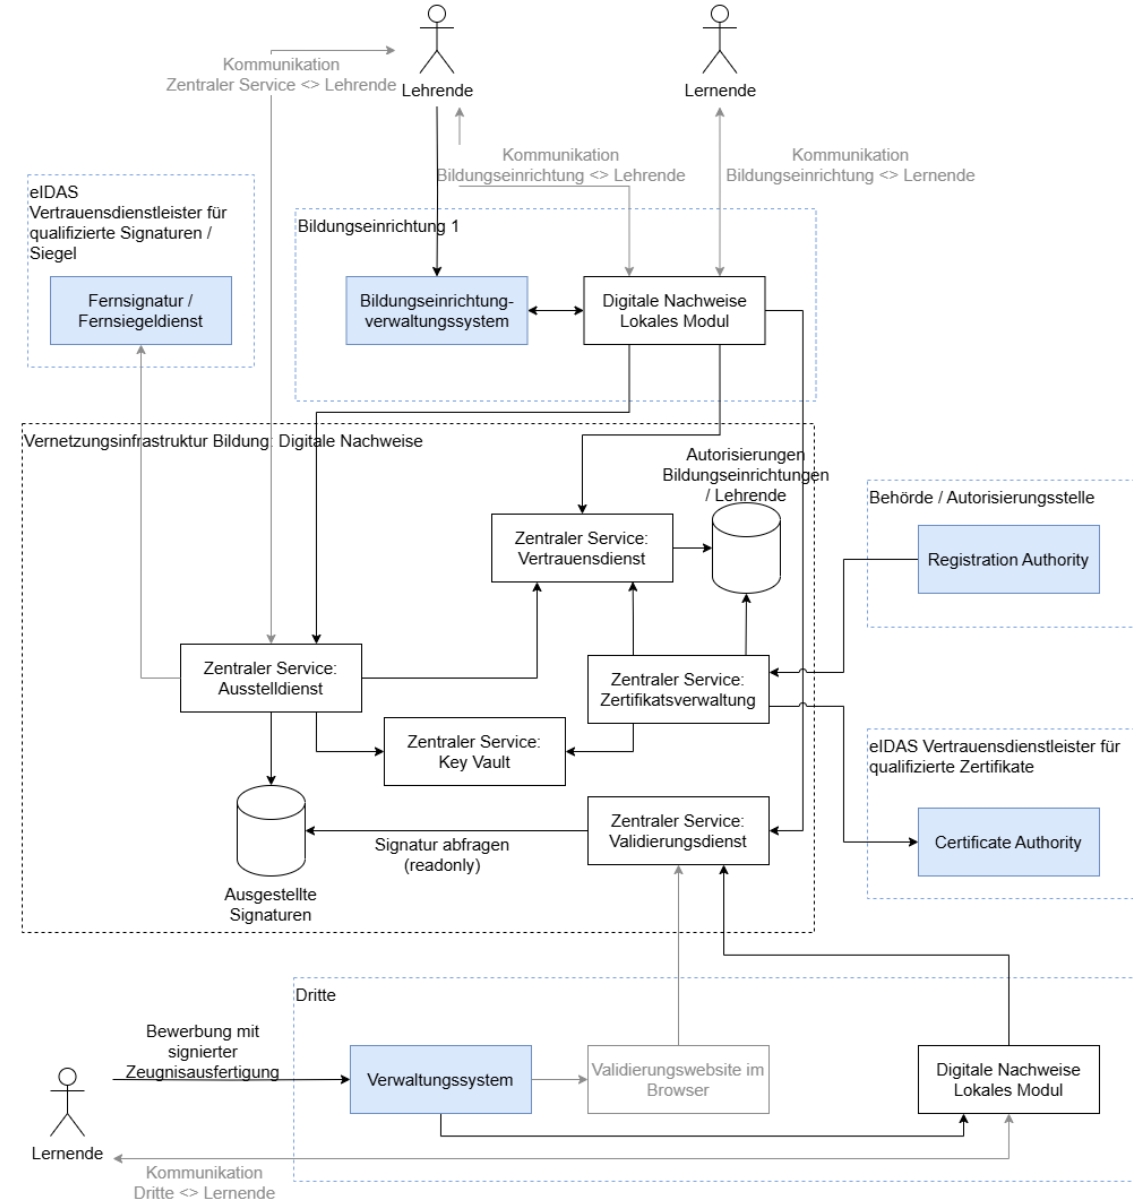 Kommunikation
Zentraler Service <> Lehrende
Lehrende
Lernende
Kommunikation
Bildungseinrichtung <> Lehrende
Kommunikation
Bildungseinrichtung <> Lernende
eIDAS
Vertrauensdienstleister für
qualifizierte Signaturen /
Siegel
Fernsignatur /
Fernsiegeldienst
Bildungseinrichtung 1
Bildungseinrichtung-
verwaltungssystem
Digitale Nachweise
Lokales Modul
Vernetzungsinfrastruktur Bildung: Digitale Nachweise
Autorisierungen
Bildungseinrichtungen
/ Lehrende
Zentraler Service:
Vertrauensdienst
Behörde / Autorisierungsstelle
Registration Authority
Zentraler Service:
Ausstelldienst
Zentraler Service:
Zertifikatsverwaltung
Zentraler Service:
Key Vault
eIDAS Vertrauensdienstleister für
qualifizierte Zertifikate
Certificate Authority
Zentraler Service:
Validierungsdienst
Signatur abfragen
(readonly)
Ausgestellte
Signaturen
Dritte
Bewerbung mit
signierter
Zeugnisausfertigung
Lernende
Verwaltungssystem
Validierungswebsite im
Browser
Digitale Nachweise
Lokales Modul
Kommunikation
Dritte <> Lernende